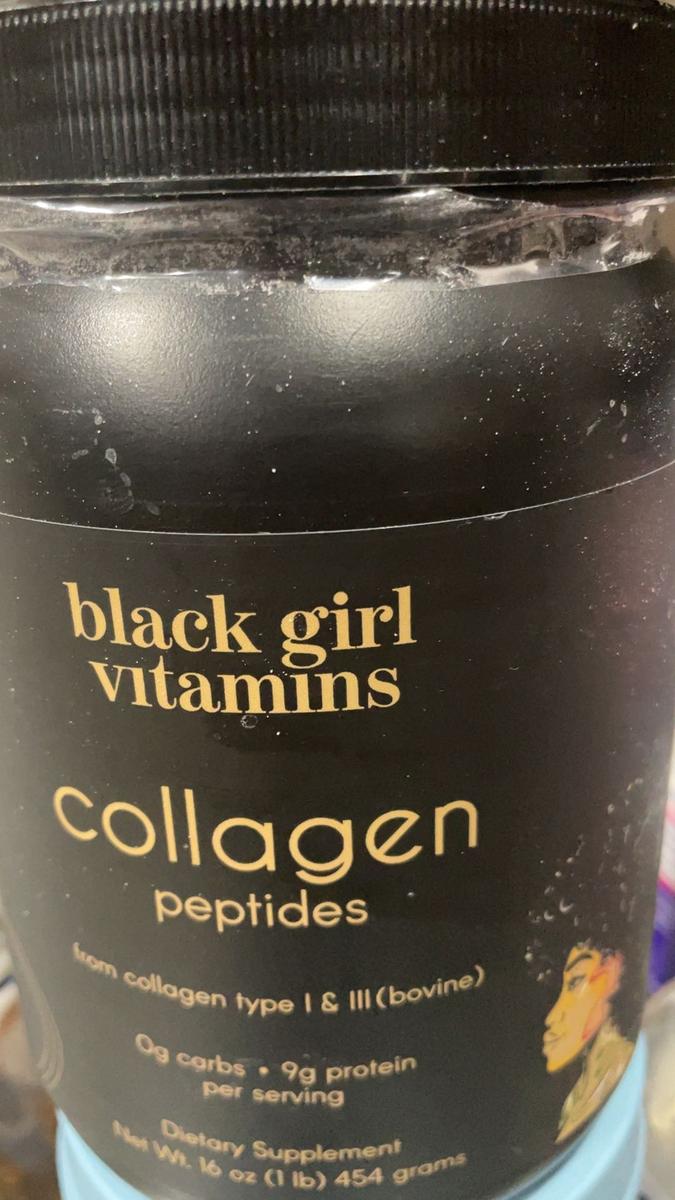 black girl
vitamins
collagen
peptides
from collagen type I & III (bovine)
0g carbs • 9g protein
per serving
Dietary Supplement
Net Wt. 16 oz (1 lb) 454 grams